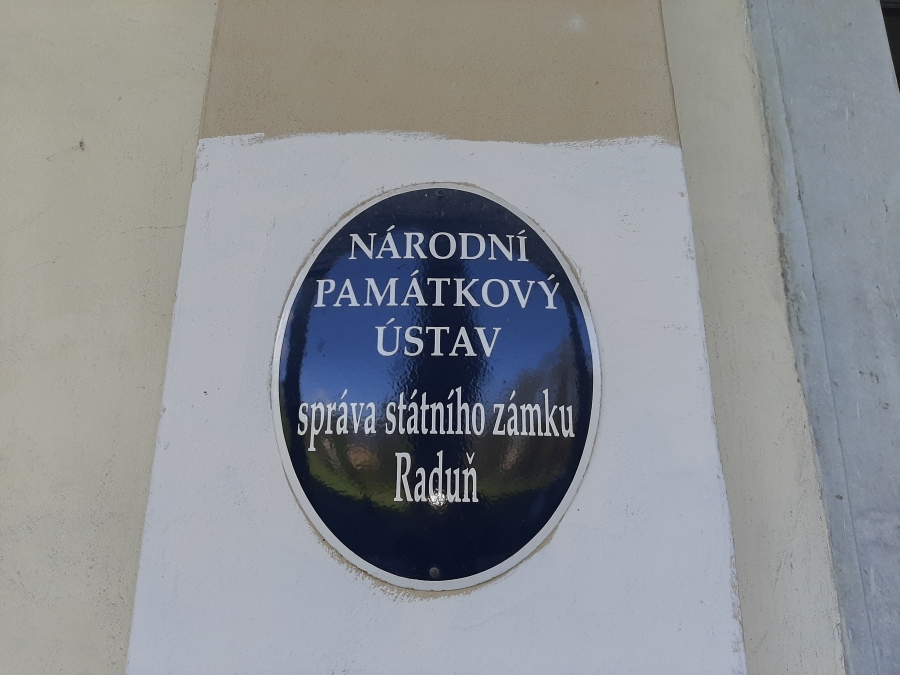 NÁRODNÍ
PAMÁTKOVÝ
ÚSTAV
správa státního zámku
Raduň